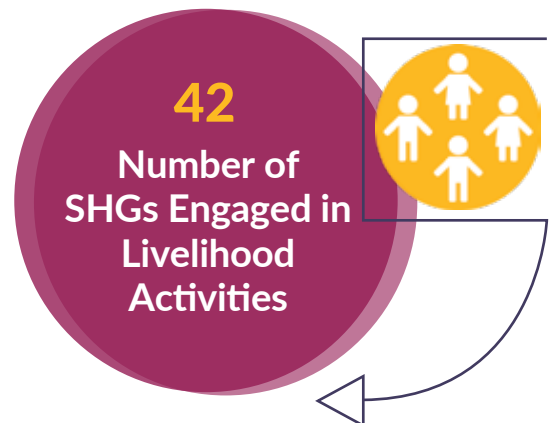 42
Number of
SHGs Engaged in
Livelihood
Activities